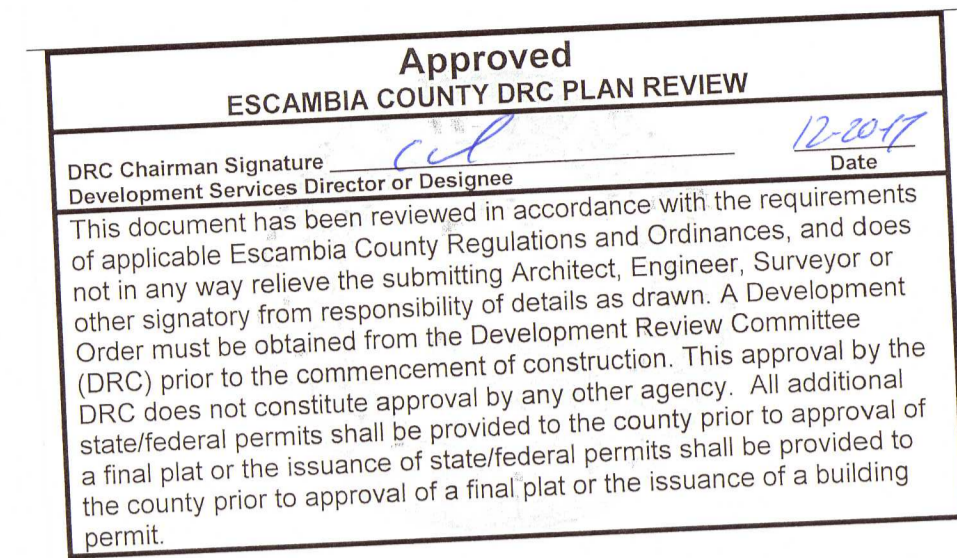 Approved
ESCAMBIA COUNTY DRC PLAN REVIEW
12-20-17
DRC Chairman Signature
Date
Development Services Director or Designee
This document has been reviewed in accordance with the requirements
of applicable Escambia County Regulations and Ordinances, and does
not in any way relieve the submitting Architect, Engineer, Surveyor or
other signatory from responsibility of details as drawn. A Development
Order must be obtained from the Development Review Committee
(DRC) prior to the commencement of construction. This approval by the
DRC does not constitute approval by any other agency. All additional
state/federal permits shall be provided to the county prior to approval of
a final plat or the issuance of state/federal permits shall be provided to
the county prior to approval of a final plat or the issuance of a building
permit.